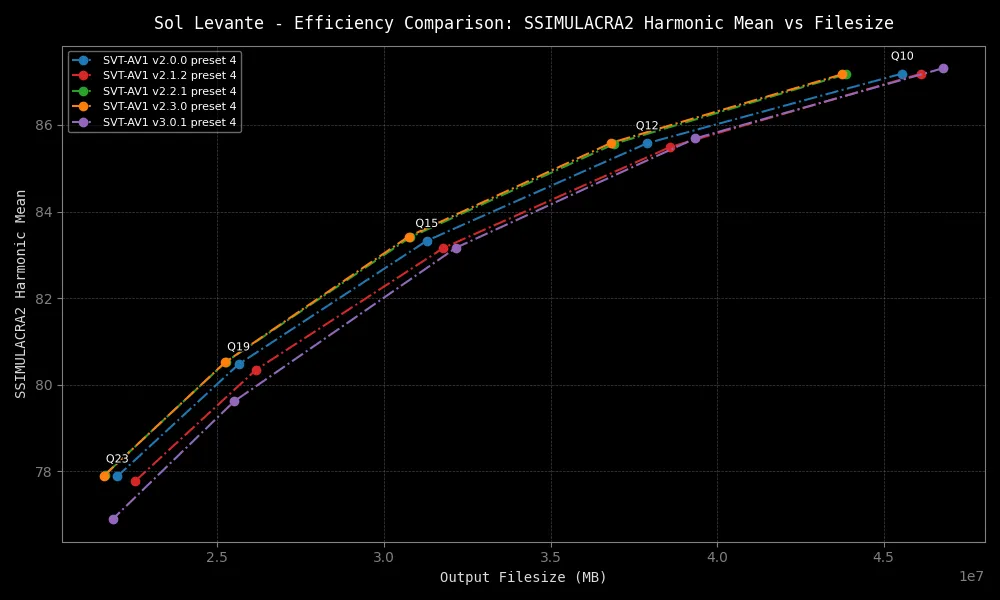 Sol Levante - Efficiency Comparison: SSIMULACRA2 Harmonic Mean vs Filesize
SVT-AV1 v2.0.0 preset 4
SVT-AV1 v2.1.2 preset 4
SVT-AV1 v2.2.1 preset 4
SVT-AV1 v2.3.0 preset 4
SVT-AV1 v3.0.1 preset 4
Q10
Q12
Q15
Q19
Q23
86
84
82
80
78
SSIMULACRA2 Harmonic Mean
2.5 3.0 3.5 4.0 4.5
1e7
Output Filesize (MB)